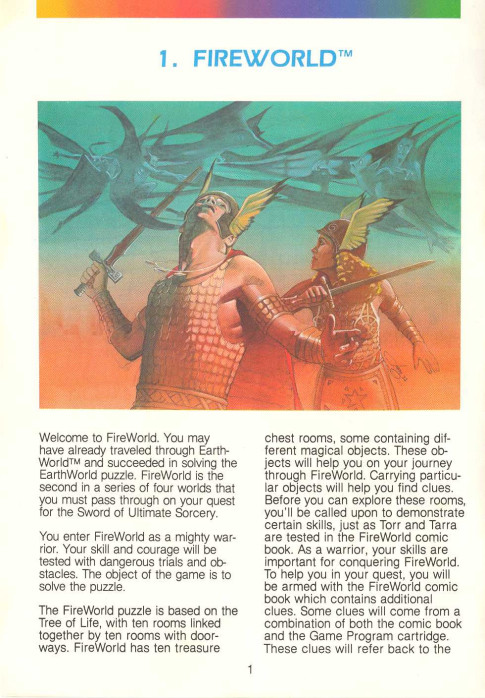 1. FIREWORLD™
Welcome to FireWorld. You may
have already traveled through Earth-
World™ and succeeded in solving the
EarthWorld puzzle. FireWorld is the
second in a series of four worlds that
you must pass through on your quest
for the Sword of Ultimate Sorcery.
You enter FireWorld as a mighty war-
rior. Your skill and courage will be
tested with dangerous trials and ob-
stacles. The object of the game is to
solve the puzzle.
The FireWorld puzzle is based on the
Tree of Life, with ten rooms linked
together by ten rooms with door-
ways. FireWorld has ten treasure
chest rooms, some containing dif-
ferent magical objects. These ob-
jects will help you on your journey
through FireWorld. Carrying particu-
lar objects will help you find clues.
Before you can explore these rooms,
you'll be called upon to demonstrate
certain skills, just as Torr and Tarra
are tested in the FireWorld comic
book. As a warrior, your skills are
important for conquering FireWorld.
To help you in your quest, you will
be armed with the FireWorld comic
book which contains additional
clues. Some clues will come from a
combination of both the comic book
and the Game Program cartridge.
These clues will refer back to the
1